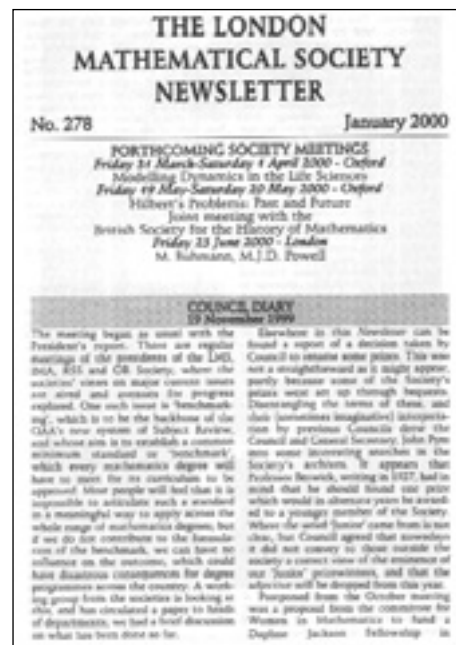 THE LONDON
MATHEMATICAL SOCIETY
NEWSLETTER
No. 278
January 2000
FORTHCOMING SOCIETY MEETINGS
Friday 31 March-Saturday 1 April 2000 - Oxford
Modelling Dynamics in the Life Sciences
Friday 19 May-Saturday 20 May 2000 - Oxford
Hilbert's Problems: Past and Future
Joint meeting with the
British Society for the History of Mathematics
Friday 23 June 2000 - London
M. Buhmann, M.J.D. Powell
COUNCIL DIARY
19 November 1999
The meeting began as usual with the
President's report. There are regular
meetings of the presidents of the LMS,
IMA, RSS and OR Society, where the
societies' views on major current issues
are aired and avenues for progress
explored. One such issue is 'benchmark-
ing', which is to be the backbone of the
QAA's new system of Subject Review,
and whose aim is to establish a common
minimum standard or 'benchmark',
which every mathematics degree will
have to meet for its curriculum to be
approved. Most people will feel that it is
impossible to articulate such a standard
in a meaningful way to apply across the
whole range of mathematics degrees, but
if we do not contribute to the formula-
tion of the benchmark, we can have no
influence on the outcome, which could
have disastrous consequences for degree
programmes across the country. A work-
ing group from the societies is looking at
this, and has circulated a paper to heads
of departments; we had a brief discussion
on what has been done so far.
Elsewhere in this Newsletter can be
found a report of a decision taken by
Council to rename some prizes. This was
not a straightforward as it might appear,
partly because some of the Society's
prizes were set up through bequests.
Disentangling the terms of these, and
their (sometimes imaginative) interpreta-
tion by previous Councils drew the
Council and General Secretary, John Pym
into some interesting searches in the
Society's archives. It appears that
Professor Berwick, writing in 1927, had in
mind that he should found our prize
which would in alternate years be award-
ed to a younger member of the Society.
Where the word 'Junior' came from is not
clear, but Council agreed that nowadays
it did not convey to those outside the
society a correct view of the eminence of
our 'Junior' prizewinners, and that the
adjective will be dropped from this year.
Postponed from the October meeting
was a proposal from the committee for
Women in Mathematics to fund a
Daphne Jackson Fellowship in